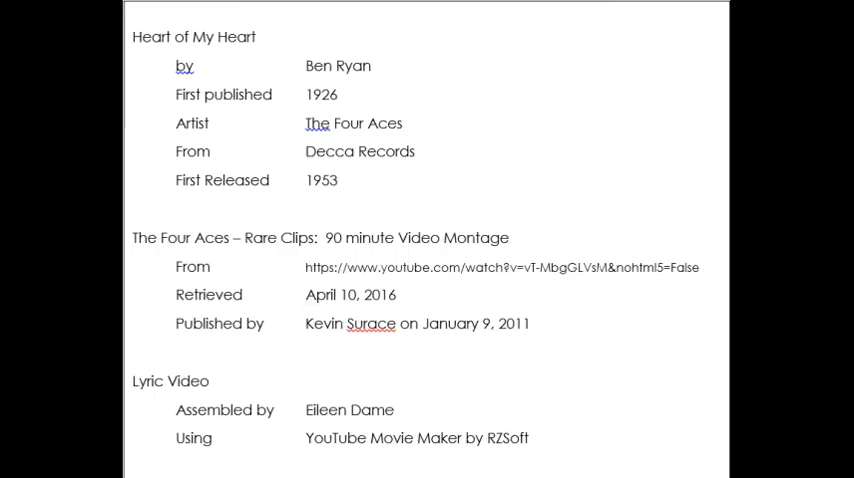 Heart of My Heart
by Ben Ryan
First published 1926
Artist The Four Aces
From Decca Records
First Released 1953
The Four Aces – Rare Clips: 90 minute Video Montage
From https://www.youtube.com/watch?v=vT-MbgGLVsM&nohtml5=False
Retrieved April 10, 2016
Published by Kevin Surace on January 9, 2011
Lyric Video
Assembled by Eileen Dame
Using YouTube Movie Maker by RZSoft